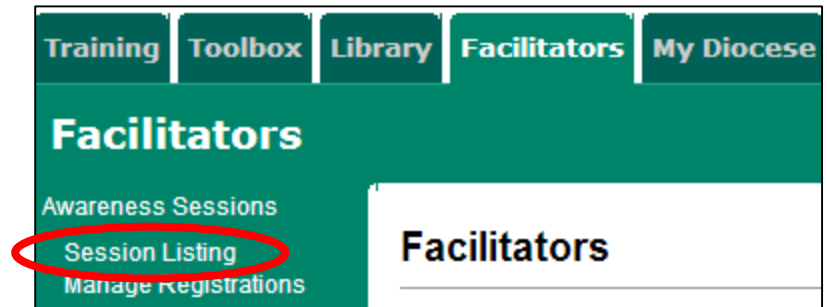 Training Toolbox Library Facilitators My Diocese
Facilitators
Awareness Sessions
Session Listing
Manage Registrations
Facilitators